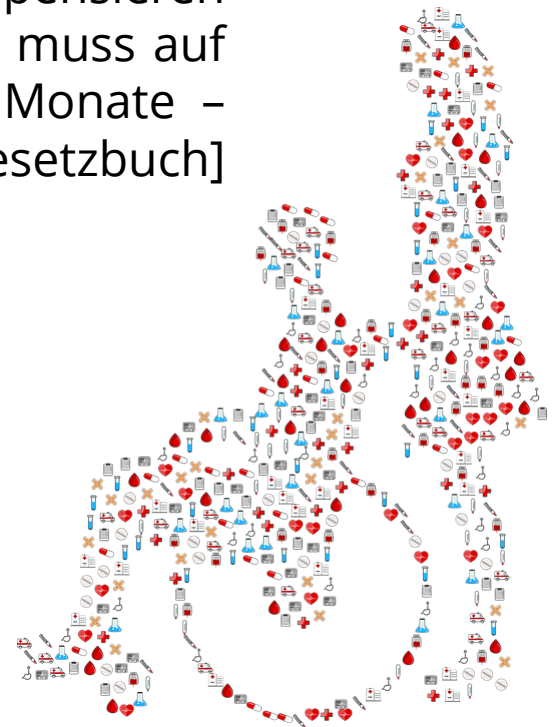 pensieren
muss auf
Monate –
esetzbuch]